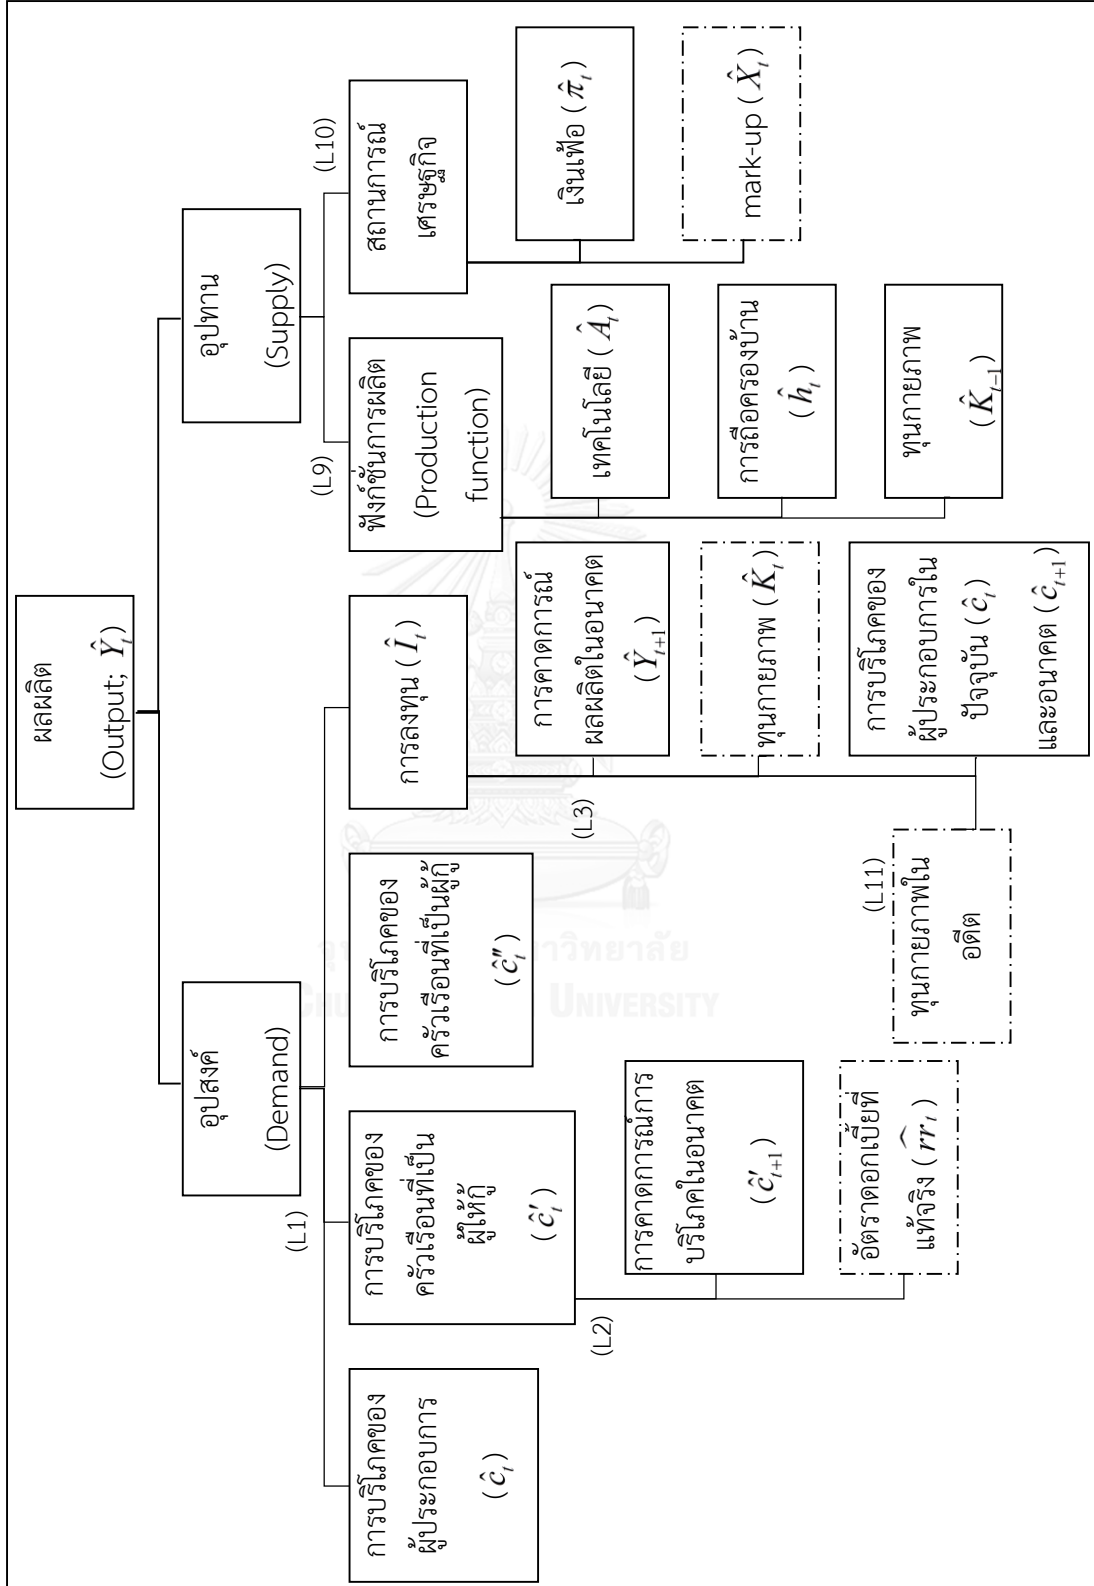 ผลผลิต
(Output; Ŷt)
อุปสงค์
(Demand)
อุปทาน
(Supply)
(L1)
การบริโภคของ
ผู้ประกอบการ
(ĉt)
การบริโภคของ
ครัวเรือนที่เป็น
ผู้ให้กู้
(ĉ't)
การบริโภคของ
ครัวเรือนที่เป็นผู้กู้
(ĉ"t)
การลงทุน (Ît)
(L9)
ฟังก์ชั่นการผลิต
(Production
function)
(L10)
สถานการณ์
เศรษฐกิจ
(L2)
การคาดการณ์การ
บริโภคในอนาคต
(ĉ't+1)
อัตราดอกเบี้ยที่
แท้จริง (r̂rt)
(L3)
การคาดการณ์
ผลผลิตในอนาคต
(Ŷt+1)
ทุนกายภาพ (K̂t)
การบริโภคของ
ผู้ประกอบการใน
ปัจจุบัน (ĉt)
และอนาคต (ĉt+1)
(L11)
ทุนกายภาพใน
อดีต
เทคโนโลยี (Ât)
การถือครองบ้าน
(ĥt)
ทุนกายภาพ
(K̂t−1)
เงินเฟ้อ (π̂t)
mark-up (X̂t)
UNIVERSITY